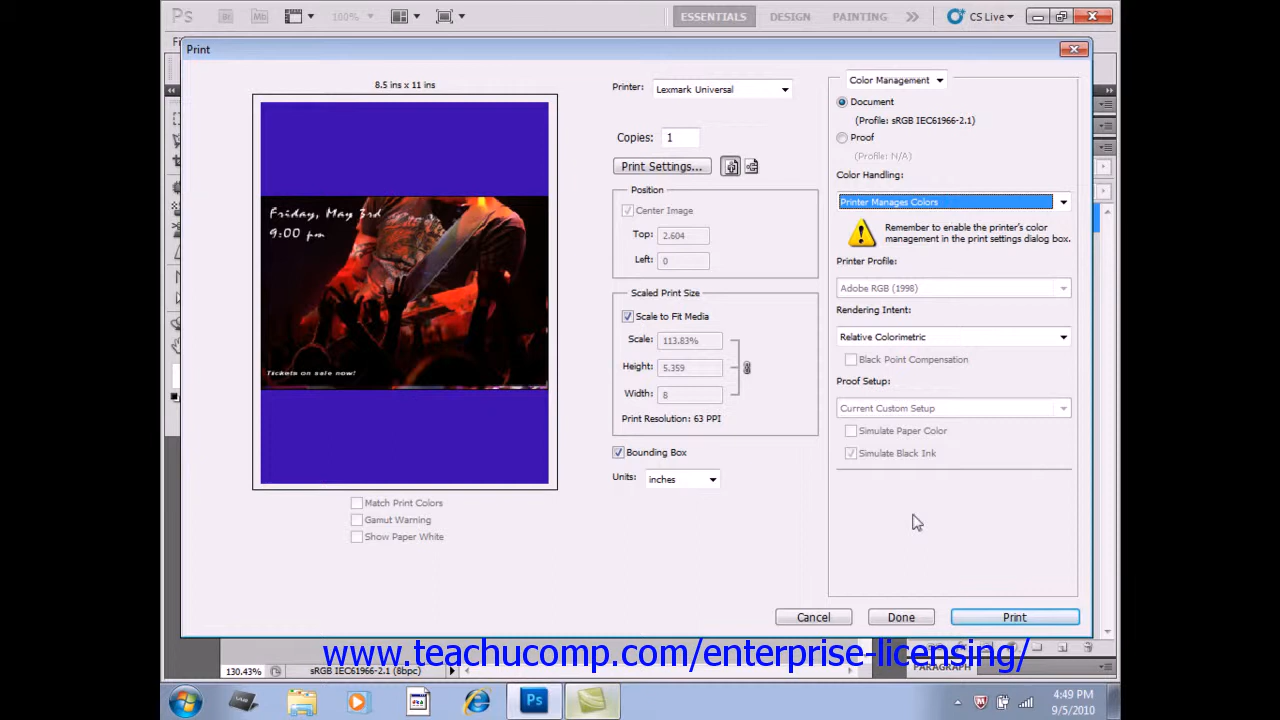 Ps
Br
Mb
100%
ESSENTIALS
DESIGN
PAINTING
CS Live
Print
8.5 ins x 11 ins
Friday, May 3rd
9:00 pm
Tickets on sale now!
Match Print Colors
Gamut Warning
Show Paper White
Printer: Lexmark Universal
Copies: 1
Print Settings...
Position
Center Image
Top: 2.604
Left: 0
Scaled Print Size
Scale to Fit Media
Scale: 113.83%
Height: 5.359
Width: 8
Print Resolution: 63 PPI
Bounding Box
Units: inches
Color Management
Document
(Profile: sRGB IEC61966-2.1)
Proof
(Profile: N/A)
Color Handling:
Printer Manages Colors
Remember to enable the printer's color
management in the print settings dialog box.
Printer Profile:
Adobe RGB (1998)
Rendering Intent:
Relative Colorimetric
Black Point Compensation
Proof Setup:
Current Custom Setup
Simulate Paper Color
Simulate Black Ink
Cancel
Done
Print
www.teachucomp.com/enterprise-licensing/
130.43%
sRGB IEC61966-2.1 (8bpc)
PARAGRAPH
Ps
4:49 PM
9/5/2010